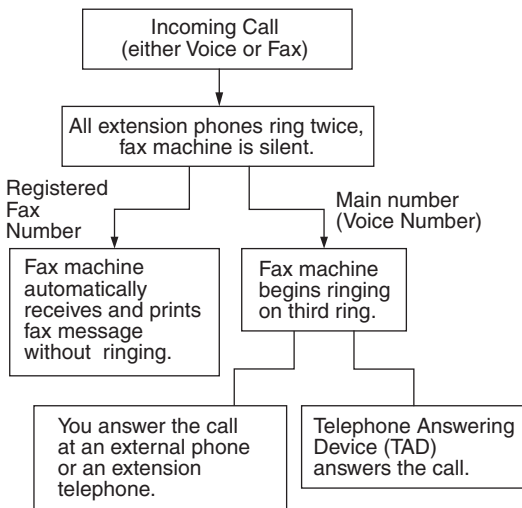 Incoming Call
(either Voice or Fax)
All extension phones ring twice,
fax machine is silent.
Registered
Fax
Number
Main number
(Voice Number)
Fax machine
automatically
receives and prints
fax message
without ringing.
Fax machine
begins ringing
on third ring.
You answer the call
at an external phone
or an extension
telephone.
Telephone Answering
Device (TAD)
answers the call.